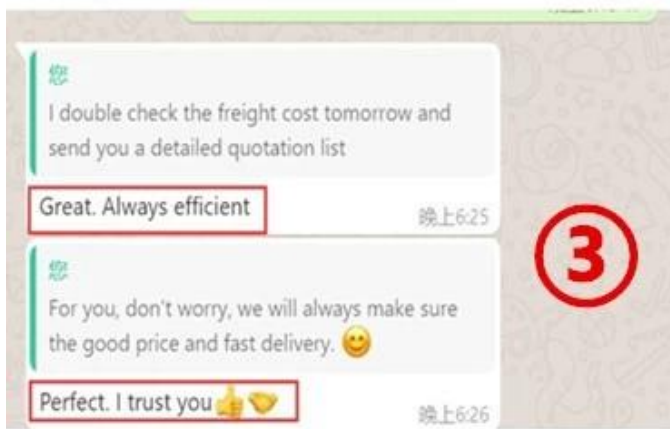 您
I double check the freight cost tomorrow and
send you a detailed quotation list
Great. Always efficient
晚上6:25
③
您
For you, don't worry, we will always make sure
the good price and fast delivery. 😊
Perfect. I trust you👍🤝
晚上6:26